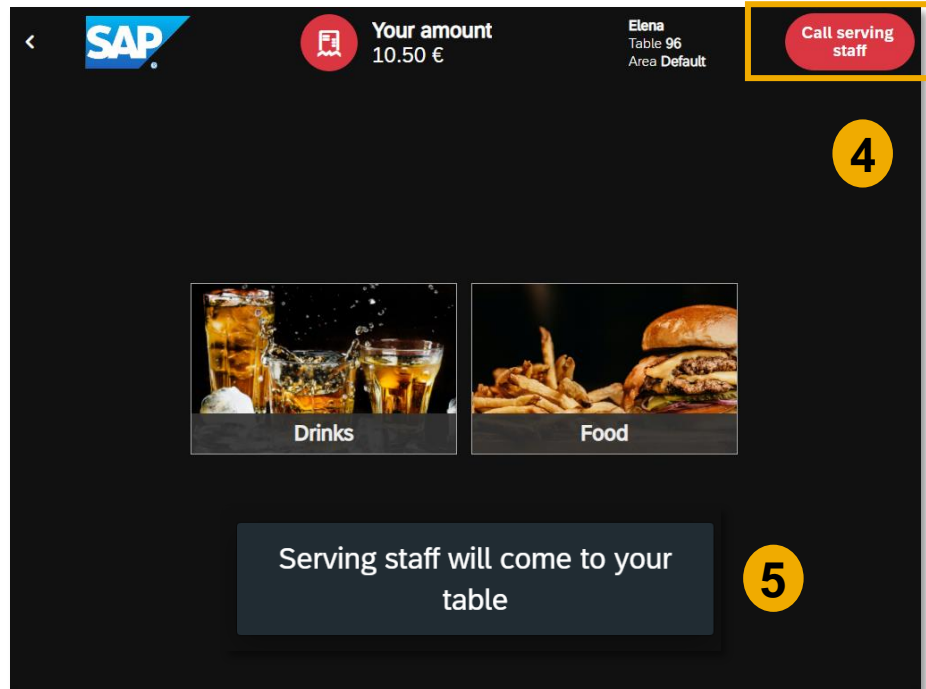 SAP
Your amount
10.50 €
Elena
Table 96
Area Default
Call serving
staff
4
Drinks
Food
Serving staff will come to your
table
5